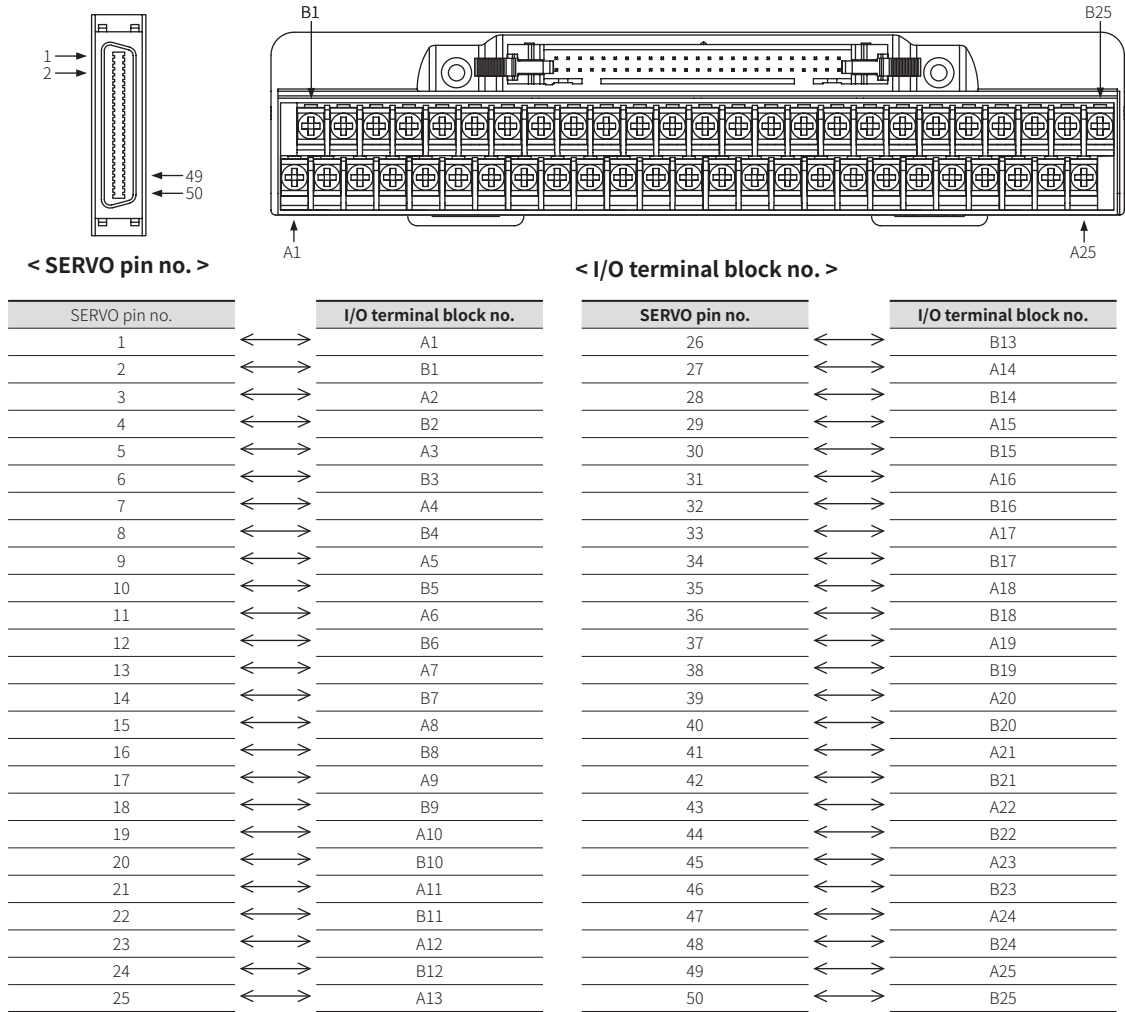 B1 B25
1
2
49
50
A1 A25
< SERVO pin no. >
< I/O terminal block no. >
SERVO pin no. I/O terminal block no. SERVO pin no. I/O terminal block no.
1 A1 26 B13
2 B1 27 A14
3 A2 28 B14
4 B2 29 A15
5 A3 30 B15
6 B3 31 A16
7 A4 32 B16
8 B4 33 A17
9 A5 34 B17
10 B5 35 A18
11 A6 36 B18
12 B6 37 A19
13 A7 38 B19
14 B7 39 A20
15 A8 40 B20
16 B8 41 A21
17 A9 42 B21
18 B9 43 A22
19 A10 44 B22
20 B10 45 A23
21 A11 46 B23
22 B11 47 A24
23 A12 48 B24
24 B12 49 A25
25 A13 50 B25